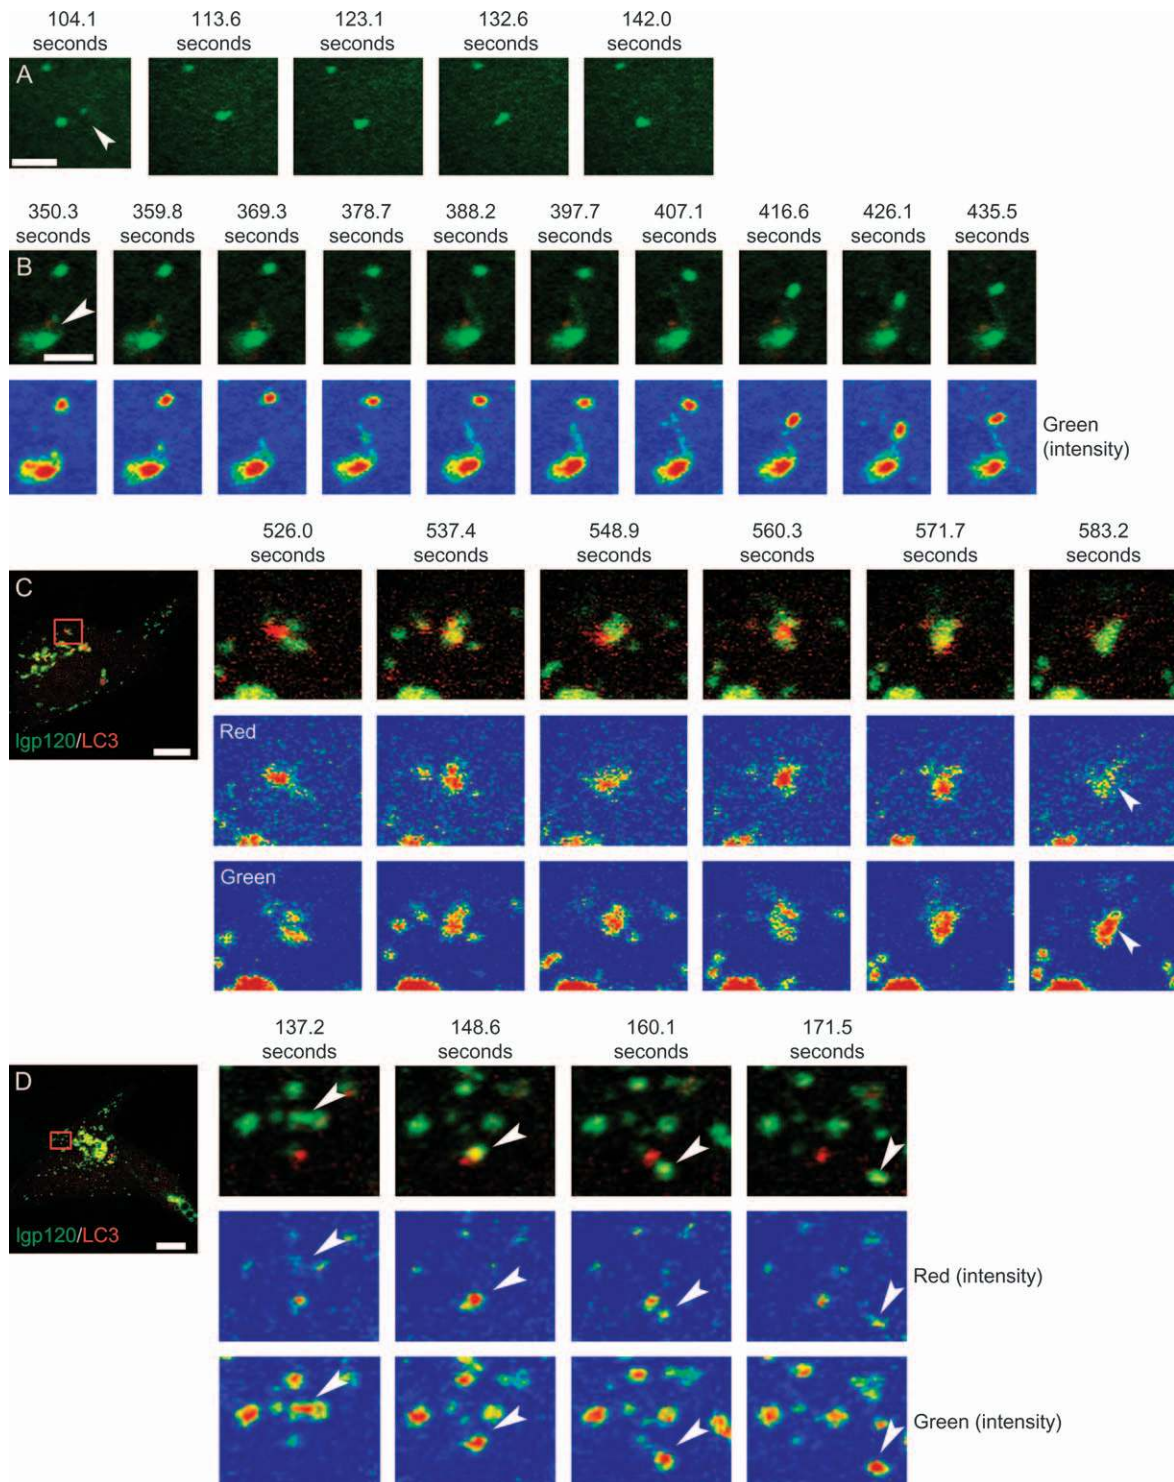 104.1 113.6 123.1 132.6 142.0
seconds seconds seconds seconds seconds
A
350.3 359.8 369.3 378.7 388.2 397.7 407.1 416.6 426.1 435.5
seconds seconds seconds seconds seconds seconds seconds seconds seconds seconds
B
Green
(intensity)
526.0 537.4 548.9 560.3 571.7 583.2
seconds seconds seconds seconds seconds seconds
C
lgp120/LC3
Red
Green
137.2 148.6 160.1 171.5
seconds seconds seconds seconds
D
lgp120/LC3
Red (intensity)
Green (intensity)